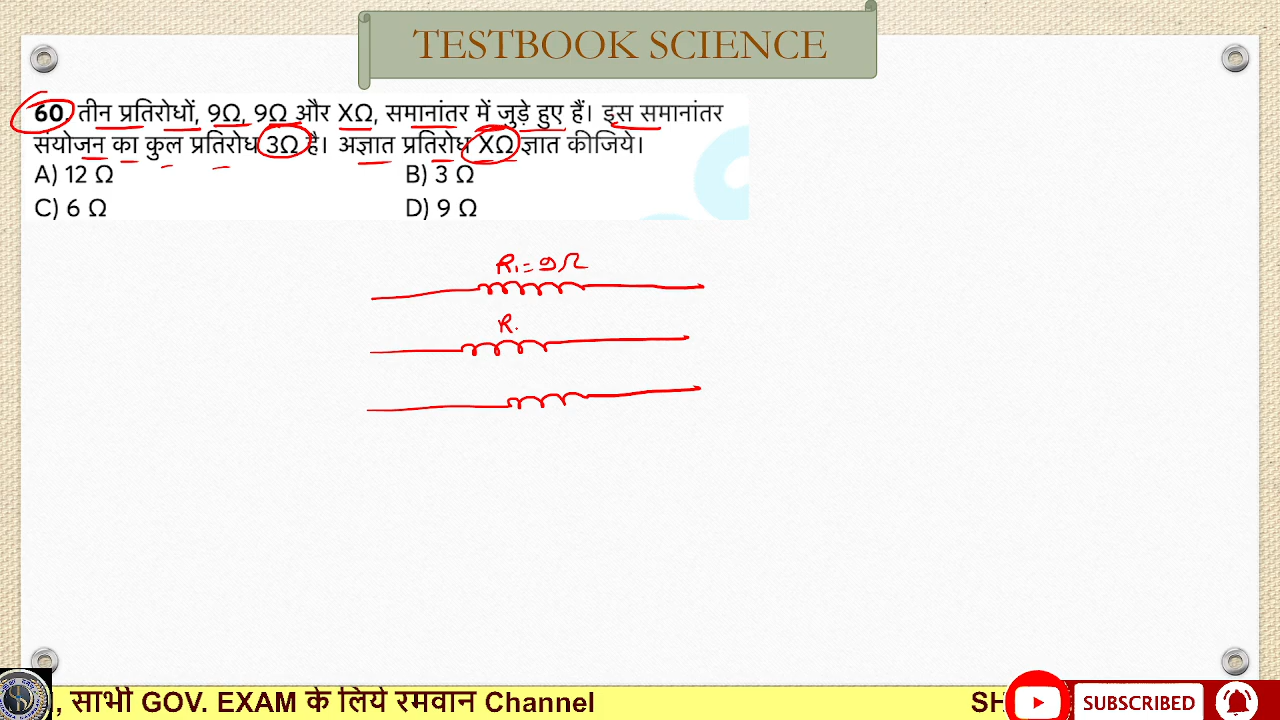 TESTBOOK SCIENCE
60. तीन प्रतिरोधों, 9Ω, 9Ω और XΩ, समानांतर में जुड़े हुए हैं। इस समानांतर
संयोजन का कुल प्रतिरोध 3Ω है। अज्ञात प्रतिरोध XΩ ज्ञात कीजिये।
A) 12 Ω B) 3 Ω
C) 6 Ω D) 9 Ω
R₁=9Ω
R.
, साभी GOV. EXAM के लिये रमवान Channel
SUBSCRIBED